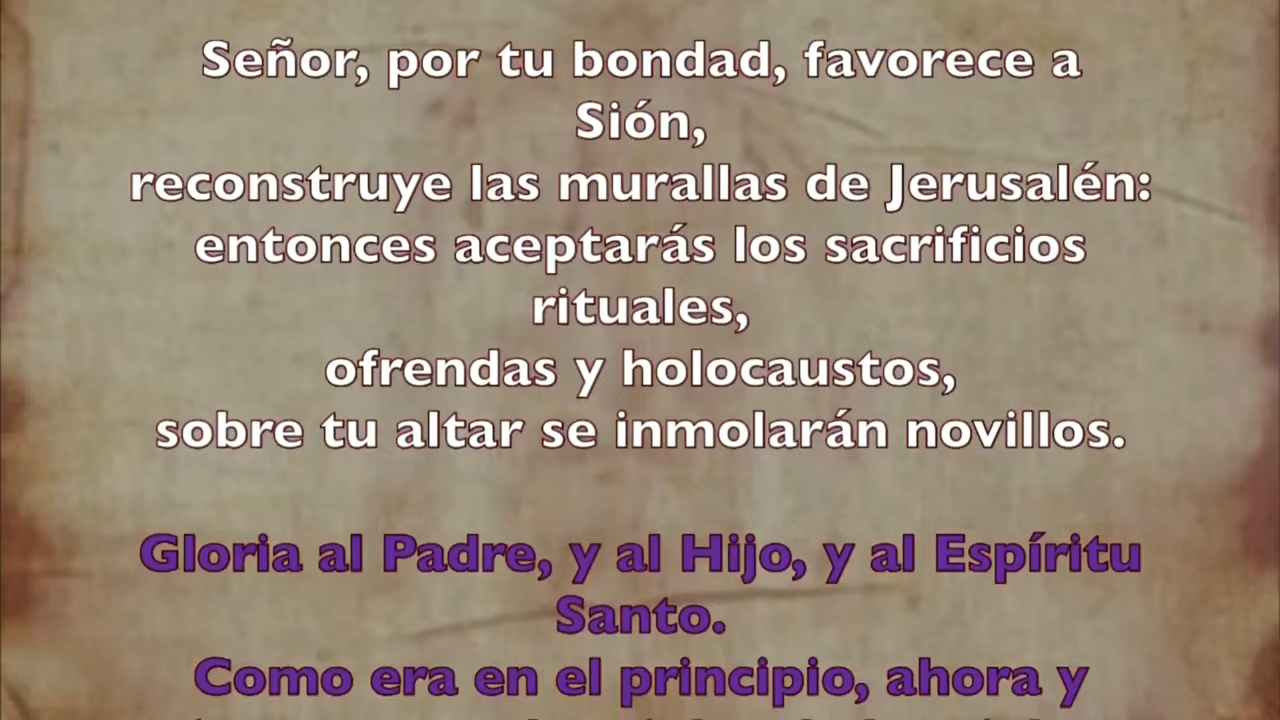 Señor, por tu bondad, favorece a
Sión,
reconstruye las murallas de Jerusalén:
entonces aceptarás los sacrificios
rituales,
ofrendas y holocaustos,
sobre tu altar se inmolarán novillos.
Gloria al Padre, y al Hijo, y al Espíritu
Santo.
Como era en el principio, ahora y